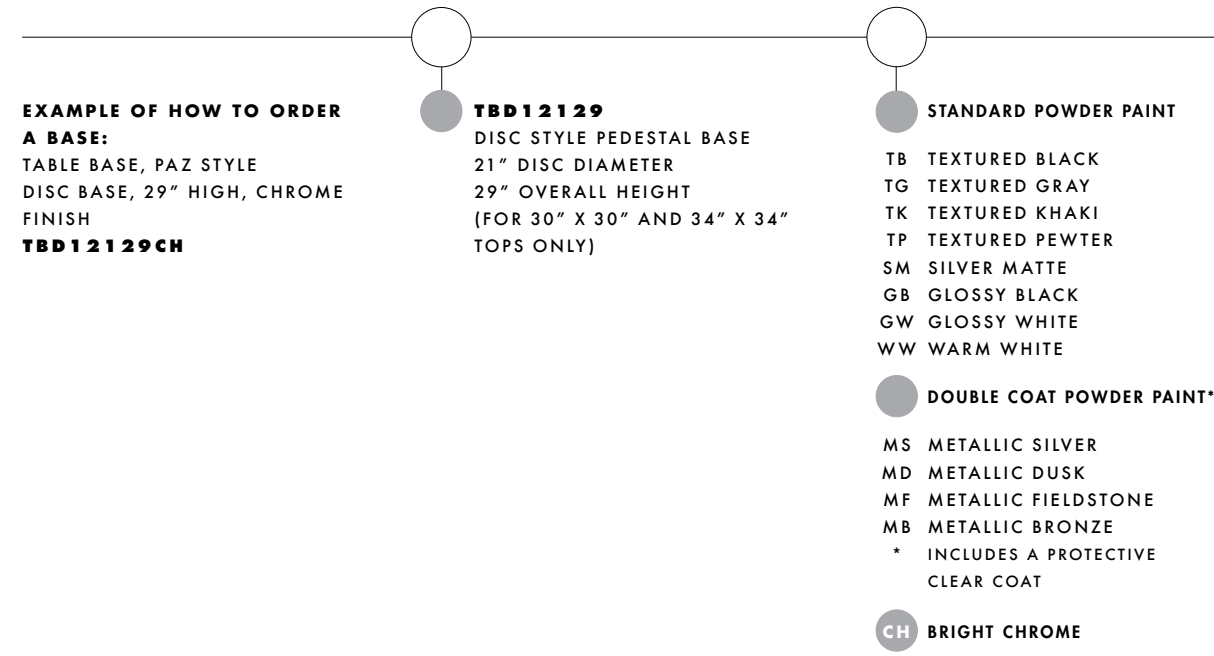 EXAMPLE OF HOW TO ORDER
A BASE:
TABLE BASE, PAZ STYLE
DISC BASE, 29" HIGH, CHROME
FINISH
TBD12129CH
TBD12129
DISC STYLE PEDESTAL BASE
21" DISC DIAMETER
29" OVERALL HEIGHT
(FOR 30" X 30" AND 34" X 34"
TOPS ONLY)
STANDARD POWDER PAINT
TB TEXTURED BLACK
TG TEXTURED GRAY
TK TEXTURED KHAKI
TP TEXTURED PEWTER
SM SILVER MATTE
GB GLOSSY BLACK
GW GLOSSY WHITE
WW WARM WHITE
DOUBLE COAT POWDER PAINT*
MS METALLIC SILVER
MD METALLIC DUSK
MF METALLIC FIELDSTONE
MB METALLIC BRONZE
* INCLUDES A PROTECTIVE
CLEAR COAT
CH BRIGHT CHROME